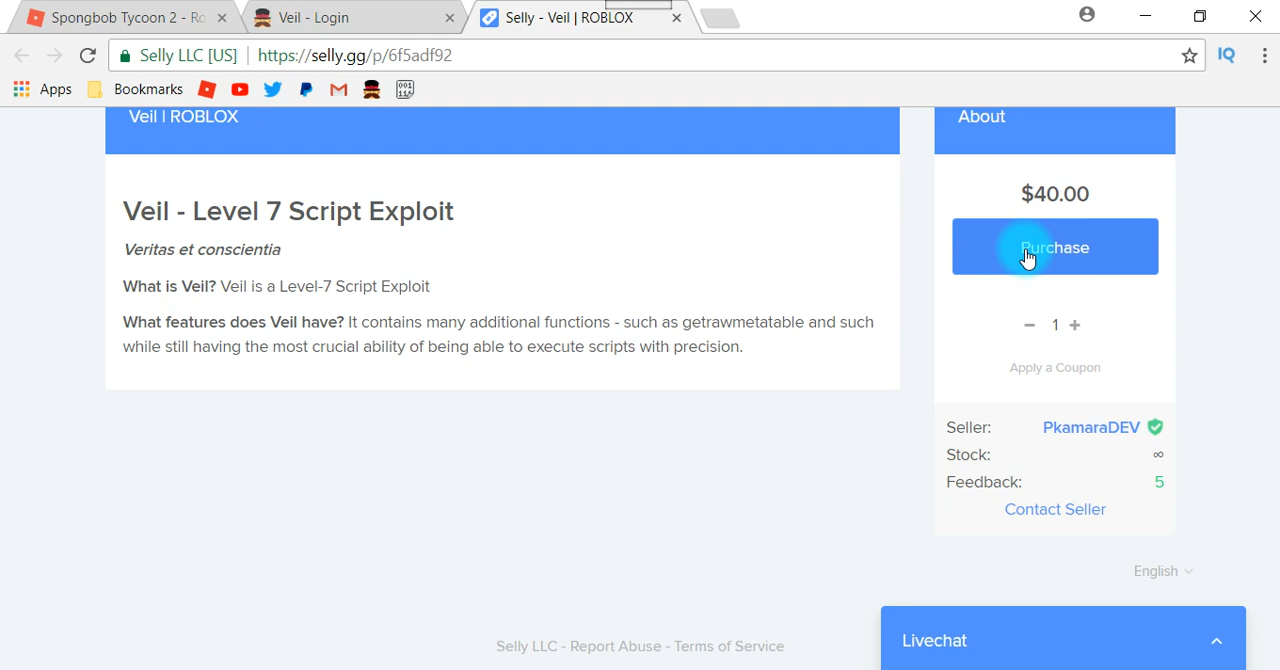 Spongbob Tycoon 2 - Ro
Veil - Login
Selly - Veil | ROBLOX
Selly LLC [US]
https://selly.gg/p/6f5adf92
IQ
Apps
Bookmarks
Veil | ROBLOX
About
$40.00
Purchase
Veil - Level 7 Script Exploit
Veritas et conscientia
What is Veil? Veil is a Level-7 Script Exploit
What features does Veil have? It contains many additional functions - such as getrawmetatable and such
while still having the most crucial ability of being able to execute scripts with precision.
− 1 +
Apply a Coupon
Seller: PkamaraDEV
Stock: ∞
Feedback: 5
Contact Seller
English
Livechat
Selly LLC - Report Abuse - Terms of Service